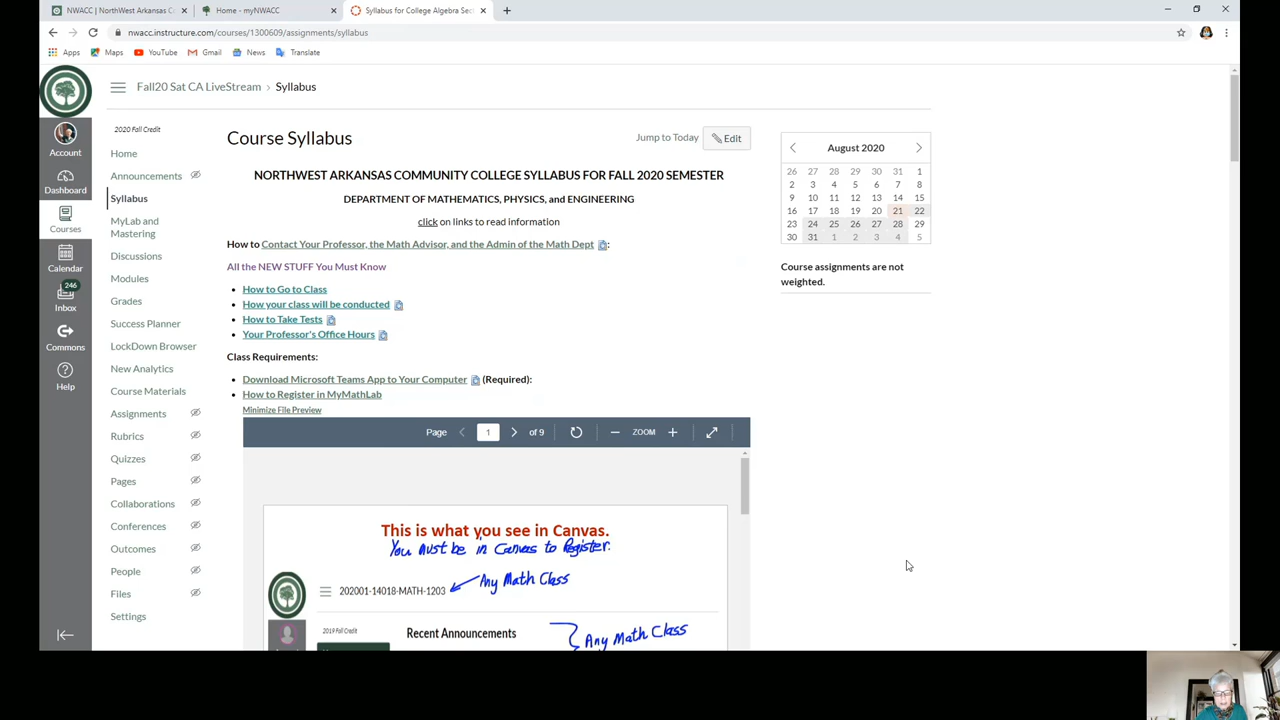 NWACC | NorthWest Arkansas C
Home - myNWACC
Syllabus for College Algebra Sec
nwacc.instructure.com/courses/1300609/assignments/syllabus
Apps
Maps
YouTube
Gmail
News
Translate
Fall20 Sat CA LiveStream > Syllabus
Account
Dashboard
Courses
Calendar
246
Inbox
Commons
Help
2020 Fall Credit
Home
Announcements
Syllabus
MyLab and
Mastering
Discussions
Modules
Grades
Success Planner
LockDown Browser
New Analytics
Course Materials
Assignments
Rubrics
Quizzes
Pages
Collaborations
Conferences
Outcomes
People
Files
Settings
Course Syllabus
Jump to Today
Edit
NORTHWEST ARKANSAS COMMUNITY COLLEGE SYLLABUS FOR FALL 2020 SEMESTER
DEPARTMENT OF MATHEMATICS, PHYSICS, and ENGINEERING
click on links to read information
How to Contact Your Professor, the Math Advisor, and the Admin of the Math Dept :
All the NEW STUFF You Must Know
• How to Go to Class
• How your class will be conducted
• How to Take Tests
• Your Professor's Office Hours
Class Requirements:
• Download Microsoft Teams App to Your Computer (Required):
• How to Register in MyMathLab
Minimize File Preview
Page 1 of 9 ZOOM
This is what you see in Canvas.
You must be in Canvas to Register.
202001-14018-MATH-1203
Any Math Class
2019 Fall Credit
Recent Announcements
Any Math Class
August 2020
26 27 28 29 30 31 1
2 3 4 5 6 7 8
9 10 11 12 13 14 15
16 17 18 19 20 21 22
23 24 25 26 27 28 29
30 31 1 2 3 4 5
Course assignments are not
weighted.